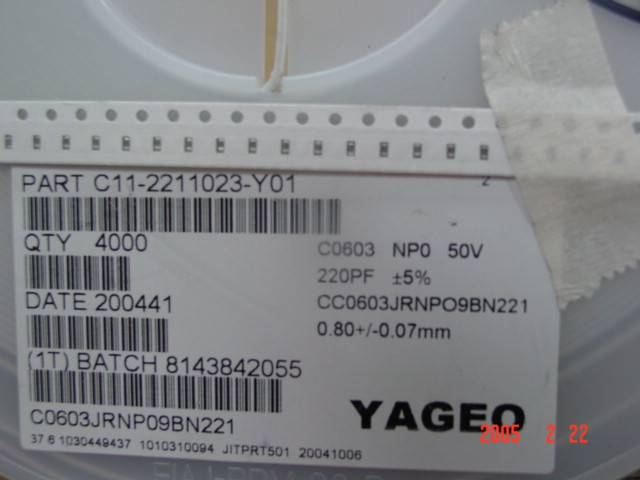 2
PART C11-2211023-Y01
QTY 4000
C0603 NP0 50V
220PF ±5%
DATE 200441
CC0603JRNPO9BN221
0.80+/-0.07mm
(1T) BATCH 8143842055
C0603JRNP09BN221
YAGEO
37 6 1030449437 1010310094 JITPRT501 20041006
2005 2 22